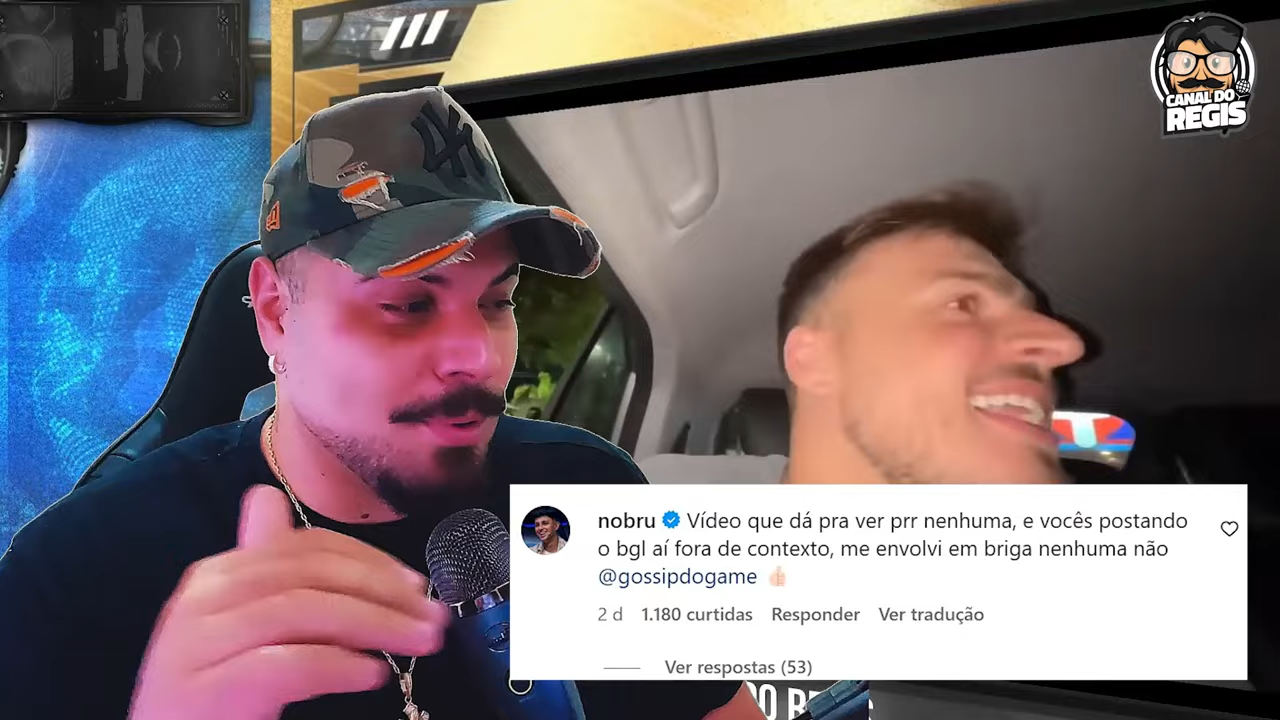 CANAL DO
REGIS
nobru Vídeo que dá pra ver prr nenhuma, e vocês postando
o bgl aí fora de contexto, me envolvi em briga nenhuma não
@gossipdogame 👍🏻
2 d 1.180 curtidas Responder Ver tradução
Ver respostas (53)